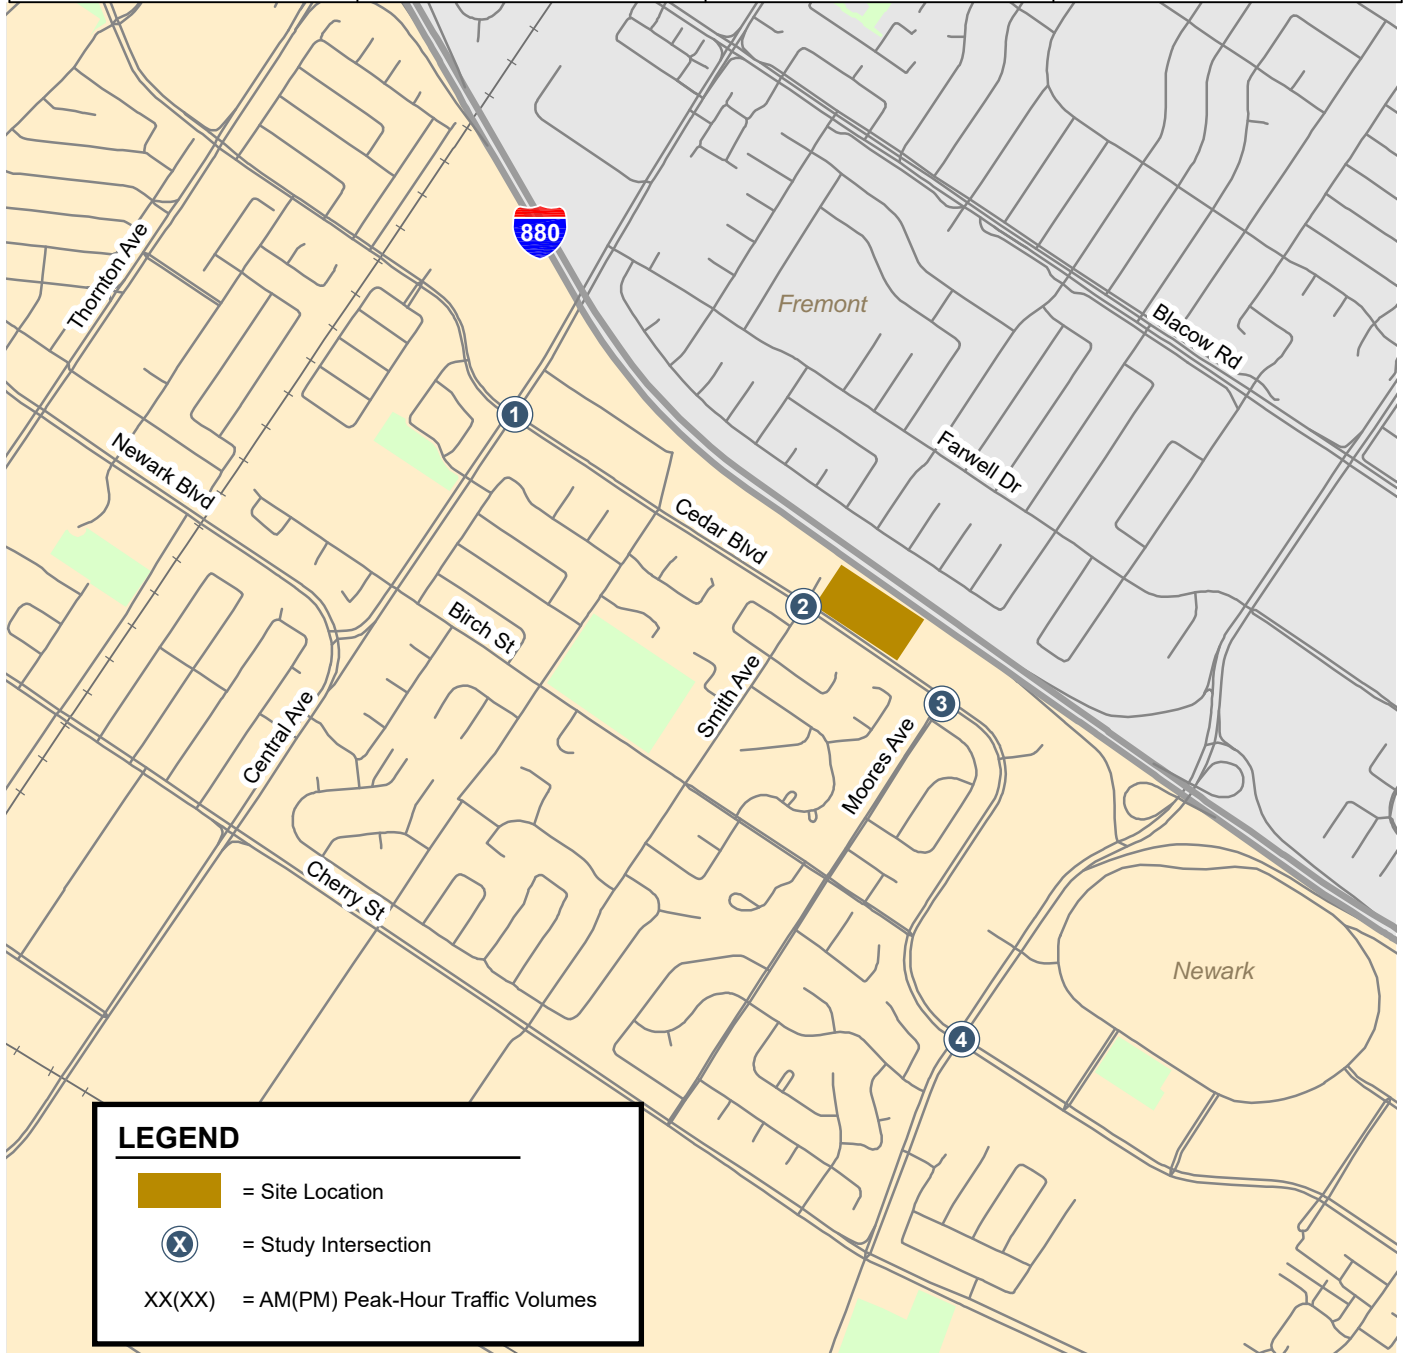 880
Thornton Ave
Fremont
Blacow Rd
1
Newark Blvd
Farwell Dr
Cedar Blvd
2
Birch St
Smith Ave
3
Central Ave
Moores Ave
Cherry St
Newark
4
LEGEND
= Site Location
X = Study Intersection
XX(XX) = AM(PM) Peak-Hour Traffic Volumes